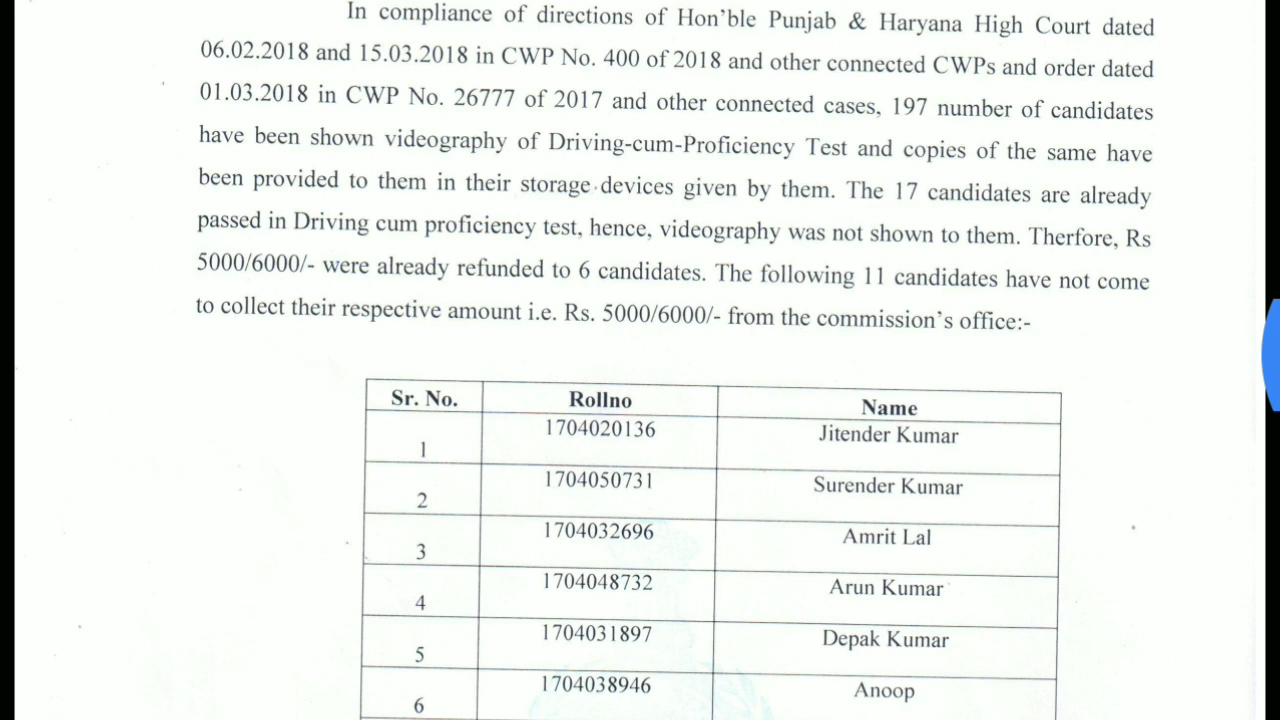 In compliance of directions of Hon'ble Punjab & Haryana High Court dated
06.02.2018 and 15.03.2018 in CWP No. 400 of 2018 and other connected CWPs and order dated
01.03.2018 in CWP No. 26777 of 2017 and other connected cases, 197 number of candidates
have been shown videography of Driving-cum-Proficiency Test and copies of the same have
been provided to them in their storage devices given by them. The 17 candidates are already
passed in Driving cum proficiency test, hence, videography was not shown to them. Therfore, Rs
5000/6000/- were already refunded to 6 candidates. The following 11 candidates have not come
to collect their respective amount i.e. Rs. 5000/6000/- from the commission's office:-
Sr. No. Rollno Name
1 1704020136 Jitender Kumar
2 1704050731 Surender Kumar
3 1704032696 Amrit Lal
4 1704048732 Arun Kumar
5 1704031897 Depak Kumar
6 1704038946 Anoop